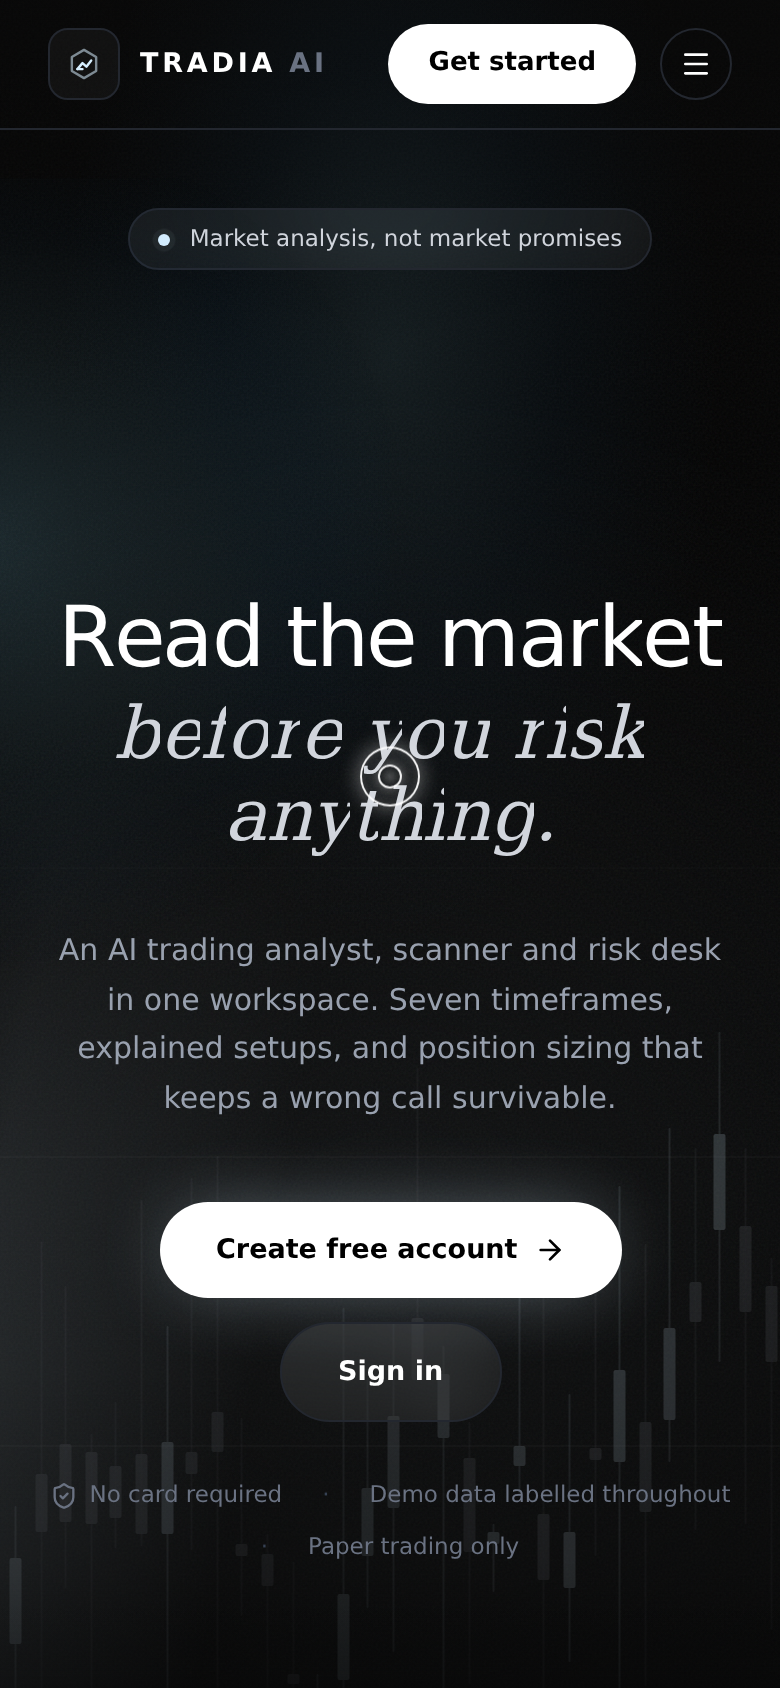 TRADIA AI
Get started
Market analysis, not market promises
Read the market
before you risk
anything.
An AI trading analyst, scanner and risk desk
in one workspace. Seven timeframes,
explained setups, and position sizing that
keeps a wrong call survivable.
Create free account →
Sign in
No card required · Demo data labelled throughout
· Paper trading only